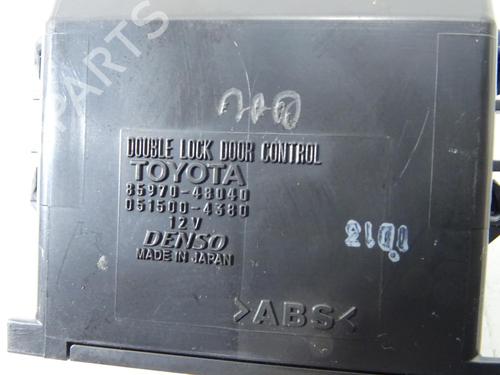 PARTS
DOUBLE LOCK DOOR CONTROL
TOYOTA
85970-48040
051500-4380
12V
DENSO
MADE IN JAPAN
>ABS<